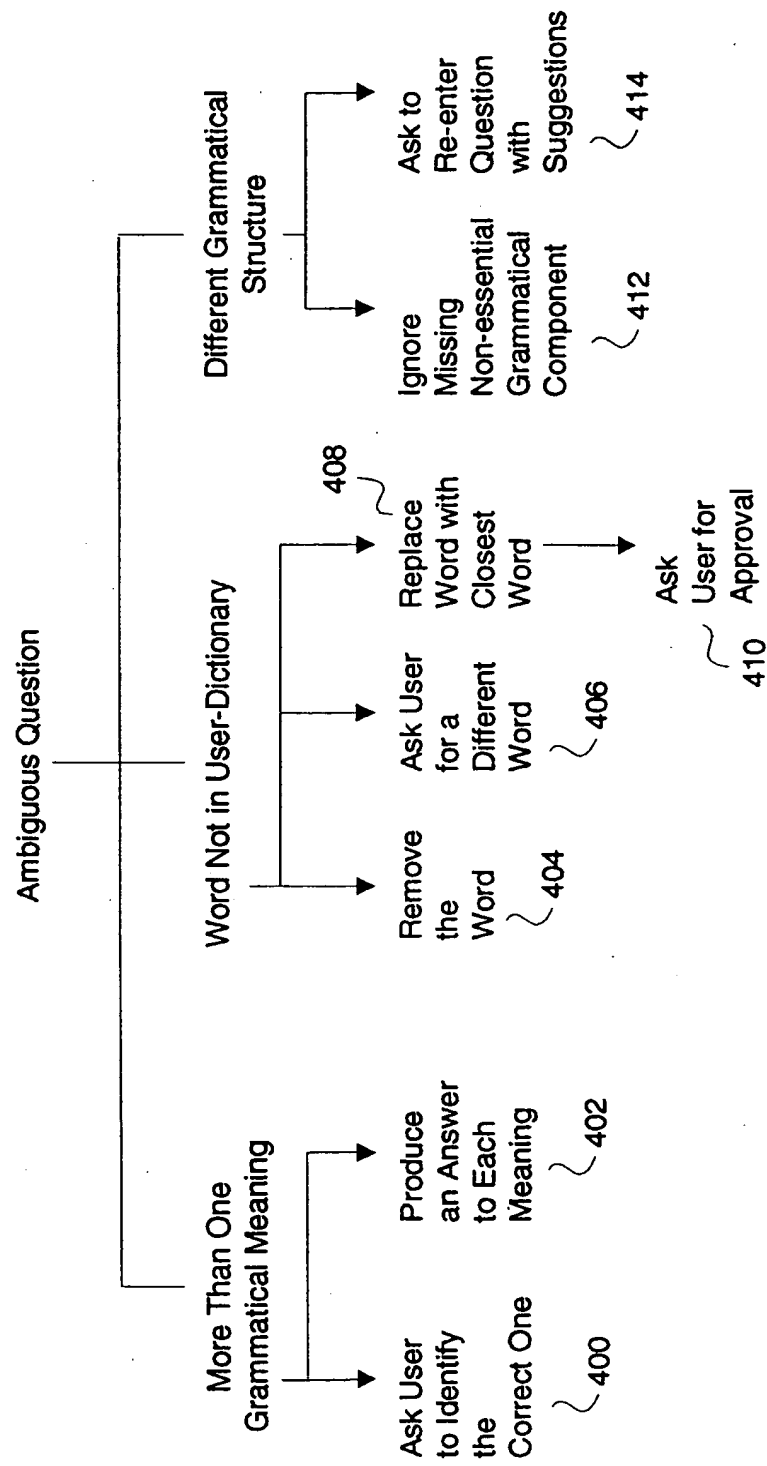 Ambiguous Question
More Than One
Grammatical Meaning
Ask User
to Identify
the
Correct One
400
Produce
an Answer
to Each
Meaning
402
Word Not in User-Dictionary
Remove
the
Word
404
Ask User
for a
Different
Word
406
408
Replace
Word with
Closest
Word
Ask
User for
Approval
410
Different Grammatical
Structure
Ignore
Missing
Non-essential
Grammatical
Component
412
Ask to
Re-enter
Question
with
Suggestions
414